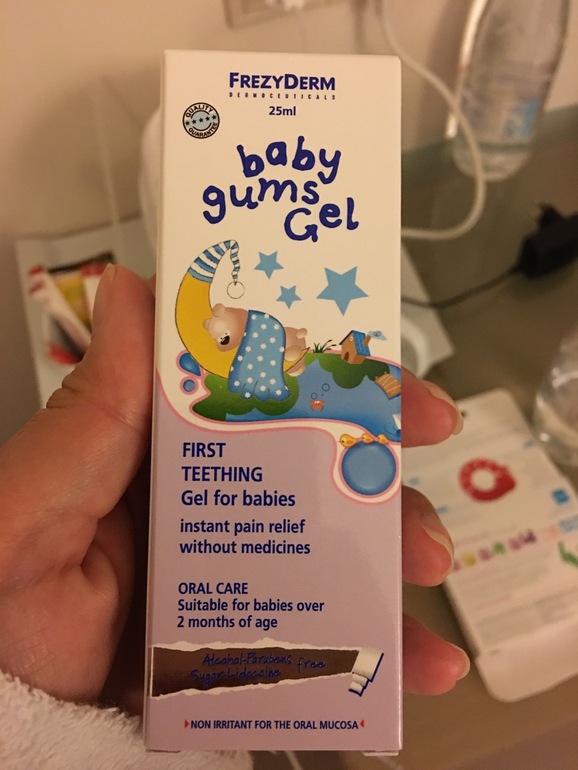 FREZYDERM
DERMOCEUTICALS
25ml
QUALITY
GUARANTEE
baby
gums
Gel
FIRST
TEETHING
Gel for babies
instant pain relief
without medicines
ORAL CARE
Suitable for babies over
2 months of age
Alcohol-Parabens free
Sugar-Lidocaine
NON IRRITANT FOR THE ORAL MUCOSA